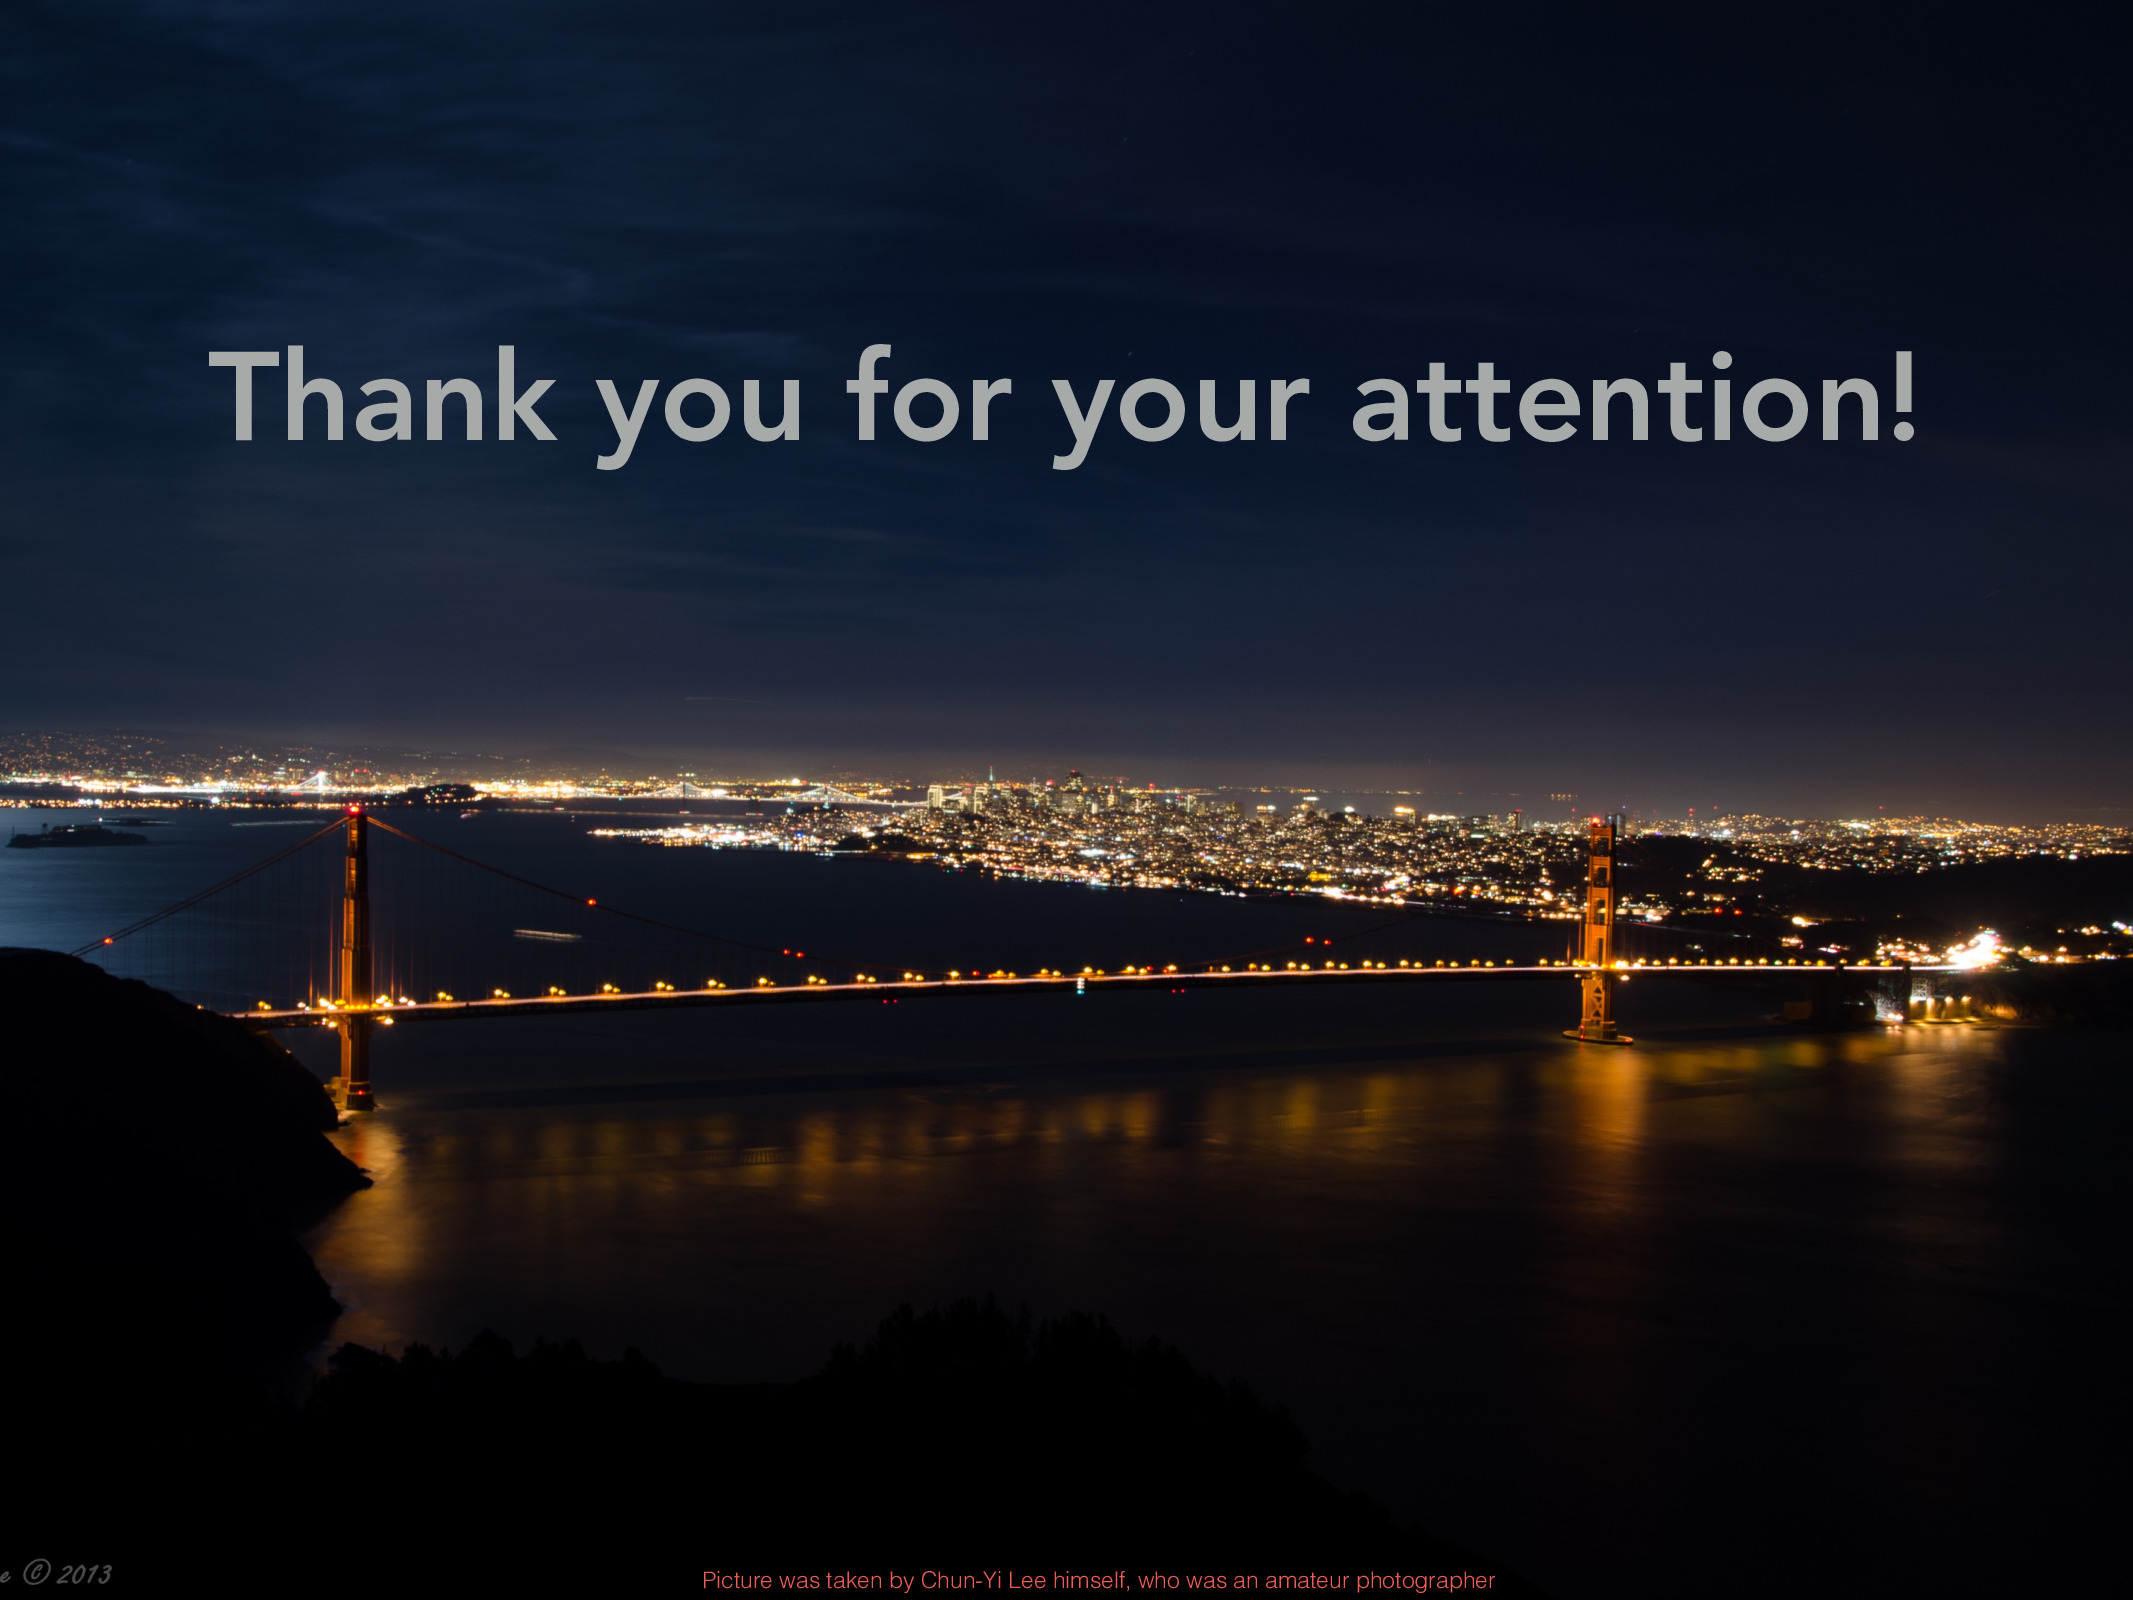 Thank you for your attention!
e © 2013
Picture was taken by Chun-Yi Lee himself, who was an amateur photographer